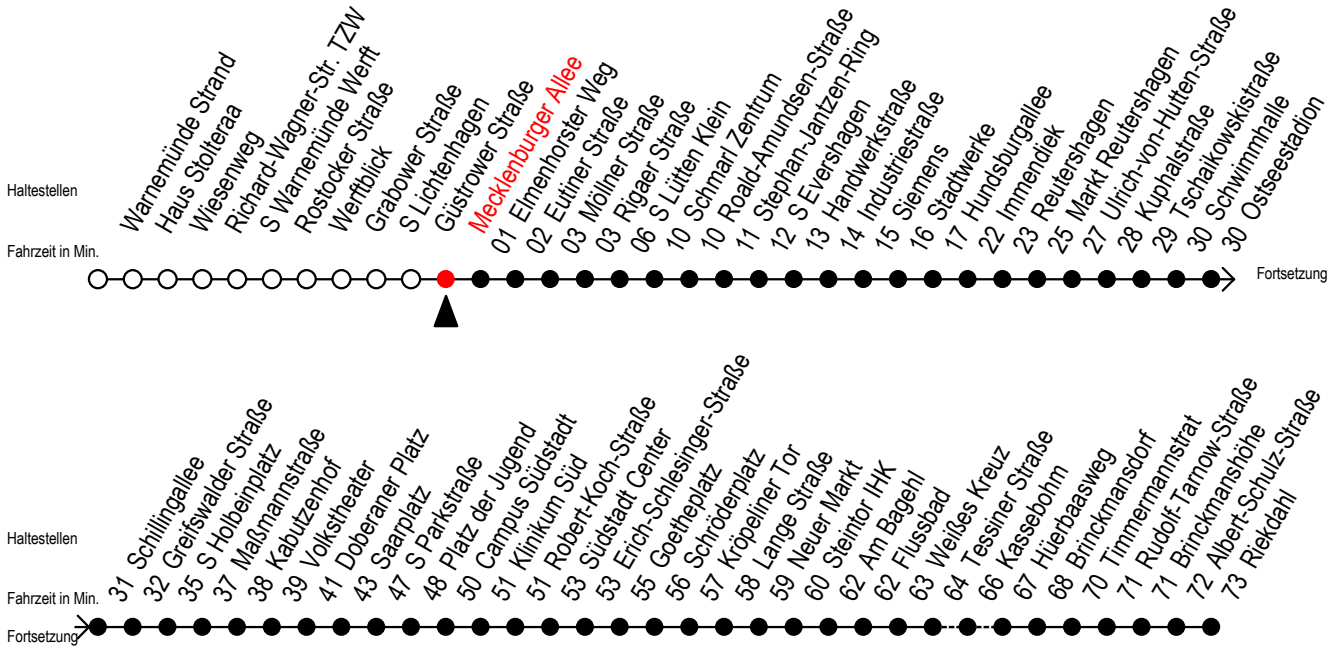 Haltestellen
Warnemünde Strand
Haus Stolteraa
Wiesenweg
Richard-Wagner-Str. TZW
S Warnemünde Werft
Rostocker Straße
Werftblick
Grabower Straße
S Lichtenhagen
Güstrower Straße
Mecklenburger Allee
Fahrzeit in Min.
01 Elmenhorster Weg
02 Eutiner Straße
03 Möllner Straße
03 Rigaer Straße
06 S Lütten Klein
10 Schmarl Zentrum
10 Roald-Amundsen-Straße
11 Stephan-Jantzen-Ring
12 S Evershagen
13 Handwerkstraße
14 Industriestraße
15 Siemens
16 Stadtwerke
17 Hundsburgallee
22 Immendiek
23 Reutershagen
25 Markt Reutershagen
27 Ulrich-von-Hutten-Straße
28 Kuphalstraße
29 Tschaikowskistraße
30 Schwimmhalle
30 Ostseestadion
Fortsetzung
Haltestellen
Fahrzeit in Min.
Fortsetzung
31 Schillingallee
32 Greifswalder Straße
35 S Holbeinplatz
37 Maßmannstraße
38 Kabutzenhof
39 Volkstheater
41 Doberaner Platz
43 Saarplatz
47 S Parkstraße
48 Platz der Jugend
50 Campus Südstadt
51 Klinikum Süd
51 Robert-Koch-Straße
53 Südstadt Center
53 Erich-Schlesinger-Straße
55 Goetheplatz
56 Schröderplatz
57 Kröpeliner Tor
58 Lange Straße
59 Neuer Markt
60 Steintor IHK
62 Am Bagehl
62 Flussbad
63 Weißes Kreuz
64 Tessiner Straße
66 Kassebohm
67 Hüerbaasweg
68 Brinckmansdorf
70 Timmermannstrat
71 Rudolf-Tarnow-Straße
71 Brinckmanshöhe
72 Albert-Schulz-Straße
73 Riekdahl